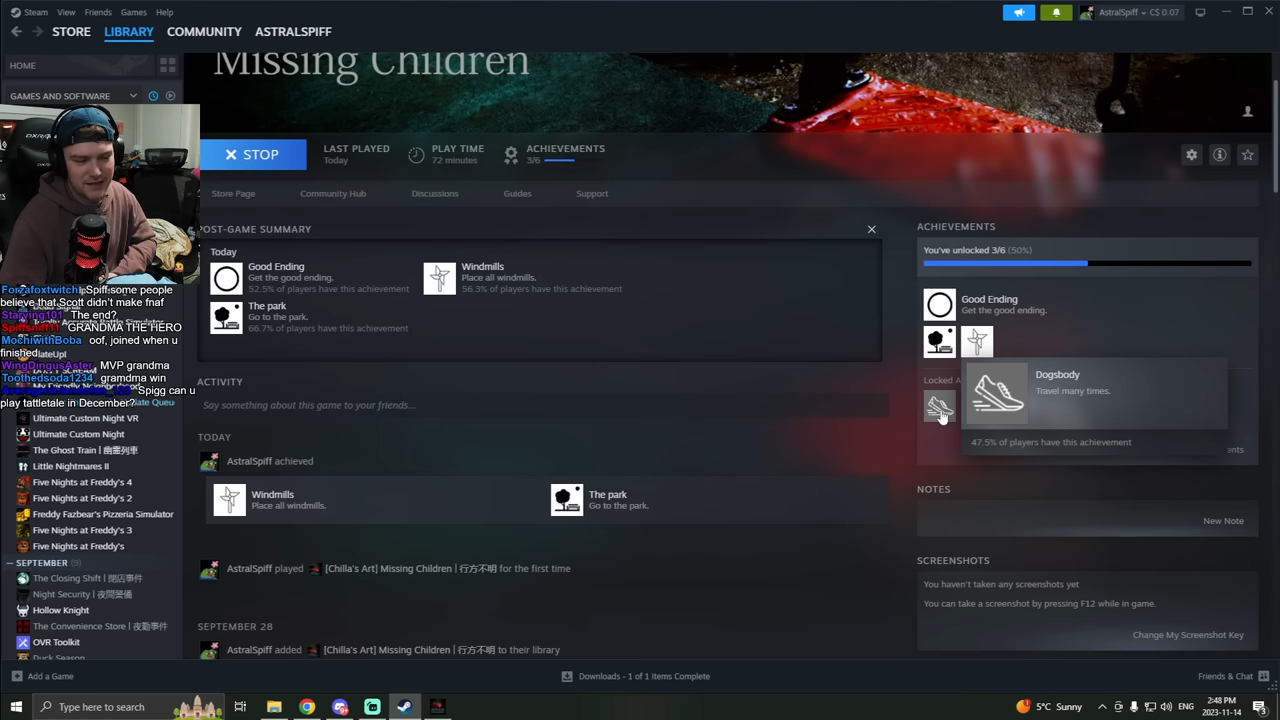 Steam View Friends Games Help
AstralSpiff C$ 0.07
STORE LIBRARY COMMUNITY ASTRALSPIFF
HOME
GAMES AND SOFTWARE
Missing Children
STOP
LAST PLAYED
Today
PLAY TIME
72 minutes
ACHIEVEMENTS
3/6
Store Page Community Hub Discussions Guides Support
POST-GAME SUMMARY
Today
Good Ending
Get the good ending.
52.5% of players have this achievement
Windmills
Place all windmills.
56.3% of players have this achievement
The park
Go to the park.
66.7% of players have this achievement
ACTIVITY
Say something about this game to your friends...
TODAY
AstralSpiff achieved
Windmills
Place all windmills.
The park
Go to the park.
AstralSpiff played [Chilla's Art] Missing Children | 行方不明 for the first time
SEPTEMBER 28
AstralSpiff added [Chilla's Art] Missing Children | 行方不明 to their library
ACHIEVEMENTS
You've unlocked 3/6 (50%)
Good Ending
Get the good ending.
Locked A
Dogsbody
Travel many times.
47.5% of players have this achievement
ents
NOTES
New Note
SCREENSHOTS
You haven't taken any screenshots yet
You can take a screenshot by pressing F12 while in game.
Change My Screenshot Key
Forzafoxtwitch: Spiff some people
believe that Scott didn't make fnaf
Starving101: The end?
Spiffsniff11: GRANDMA THE HERO
MochiwithBoba: oof, joined when u
finished
WingDingusAster: MVP grandma
Toothedsoda1234: grandma win
Spigg can u
play tattletale in December?
Ultimate Custom Night VR
Ultimate Custom Night
The Ghost Train | 幽霊列車
Little Nightmares II
Five Nights at Freddy's 4
Five Nights at Freddy's 2
Freddy Fazbear's Pizzeria Simulator
Five Nights at Freddy's 3
Five Nights at Freddy's
SEPTEMBER (9)
The Closing Shift | 閉店事件
Night Security | 夜間警備
Hollow Knight
The Convenience Store | 夜勤事件
OVR Toolkit
Duck Season
Add a Game
Downloads - 1 of 1 Items Complete
Friends & Chat
Type here to search
5°C Sunny
ENG
2:48 PM
2023-11-14